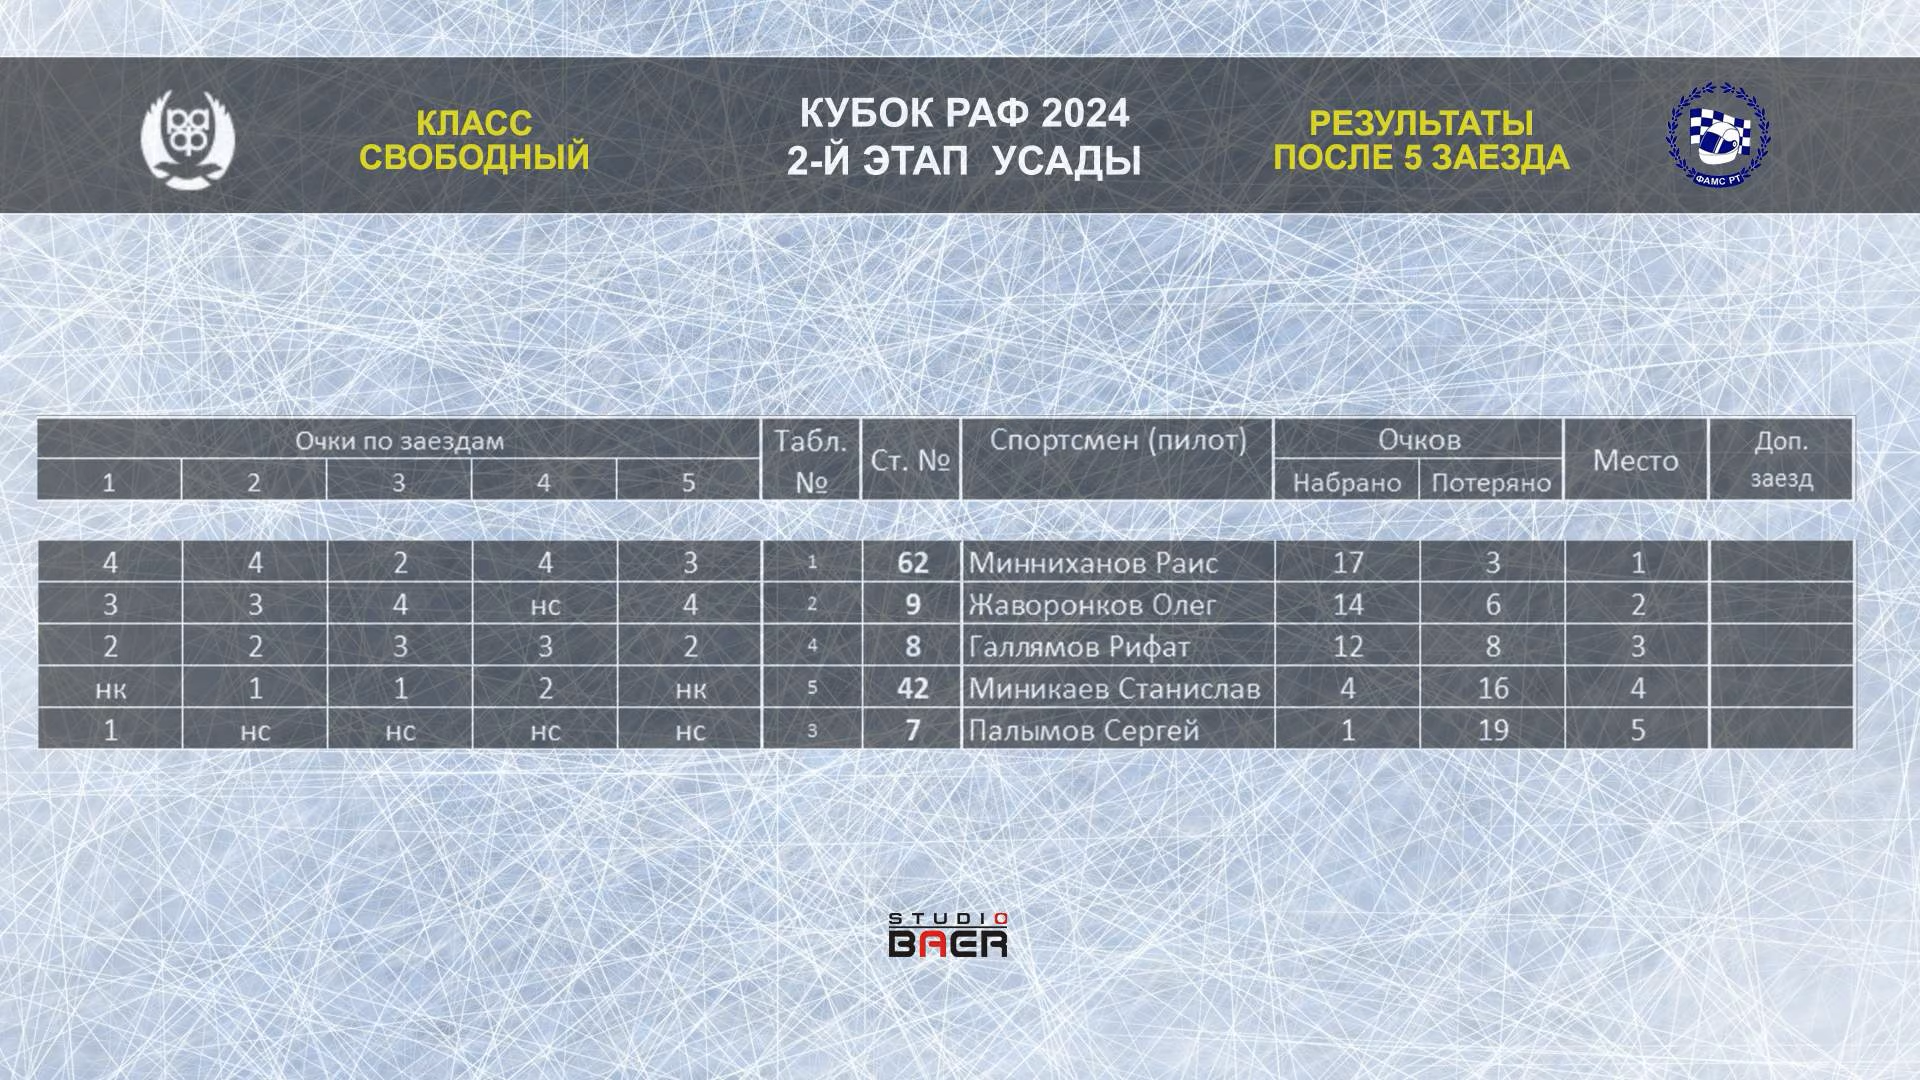 КЛАСС
СВОБОДНЫЙ
КУБОК РАФ 2024
2-Й ЭТАП УСАДЫ
РЕЗУЛЬТАТЫ
ПОСЛЕ 5 ЗАЕЗДА
ФАМС РТ
Очки по заездам Табл. № Ст. № Спортсмен (пилот) Очков Место Доп. заезд
1 2 3 4 5 Набрано Потеряно
4 4 2 4 3 1 62 Минниханов Раис 17 3 1
3 3 4 нс 4 2 9 Жаворонков Олег 14 6 2
2 2 3 3 2 4 8 Галлямов Рифат 12 8 3
нк 1 1 2 нк 5 42 Миникаев Станислав 4 16 4
1 нс нс нс нс 3 7 Палымов Сергей 1 19 5
STUDIO
BAER